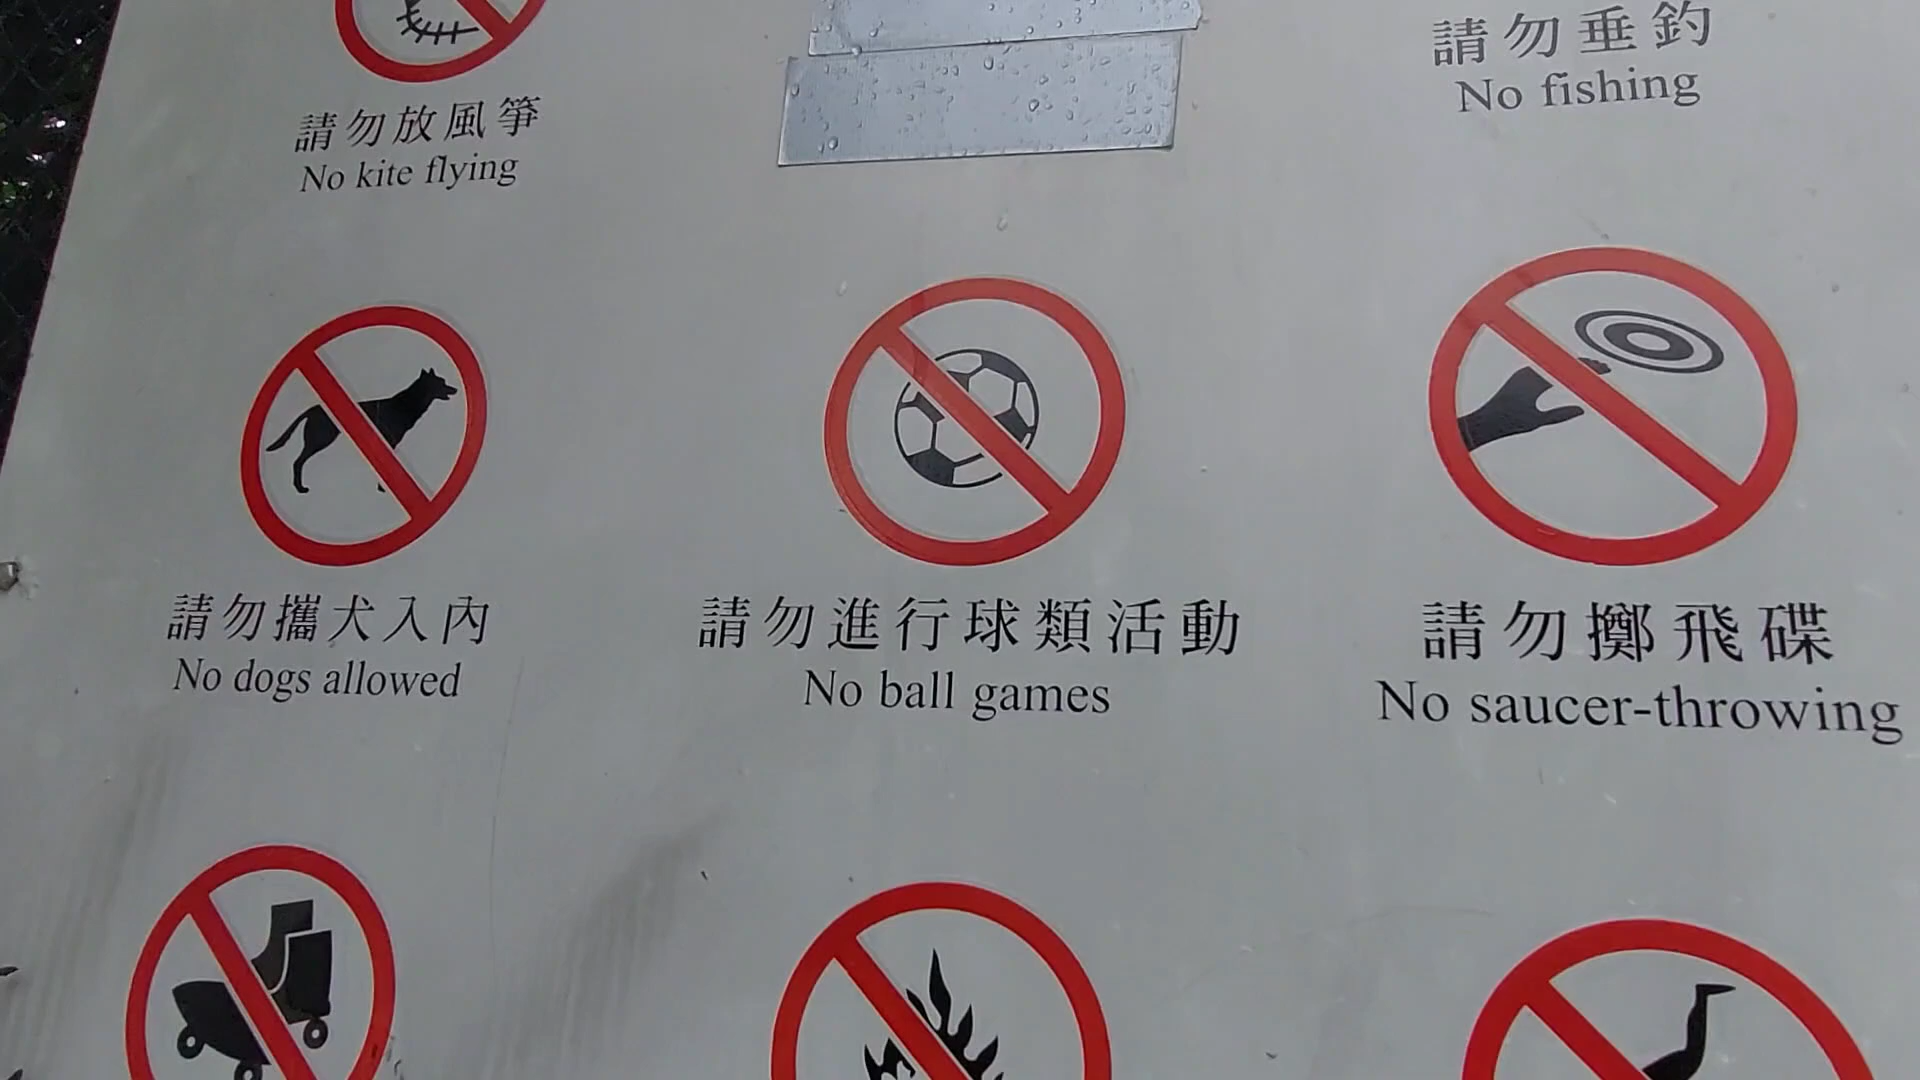 請勿放風箏
No kite flying
請勿垂釣
No fishing
請勿攜犬入內
No dogs allowed
請勿進行球類活動
No ball games
請勿擲飛碟
No saucer-throwing